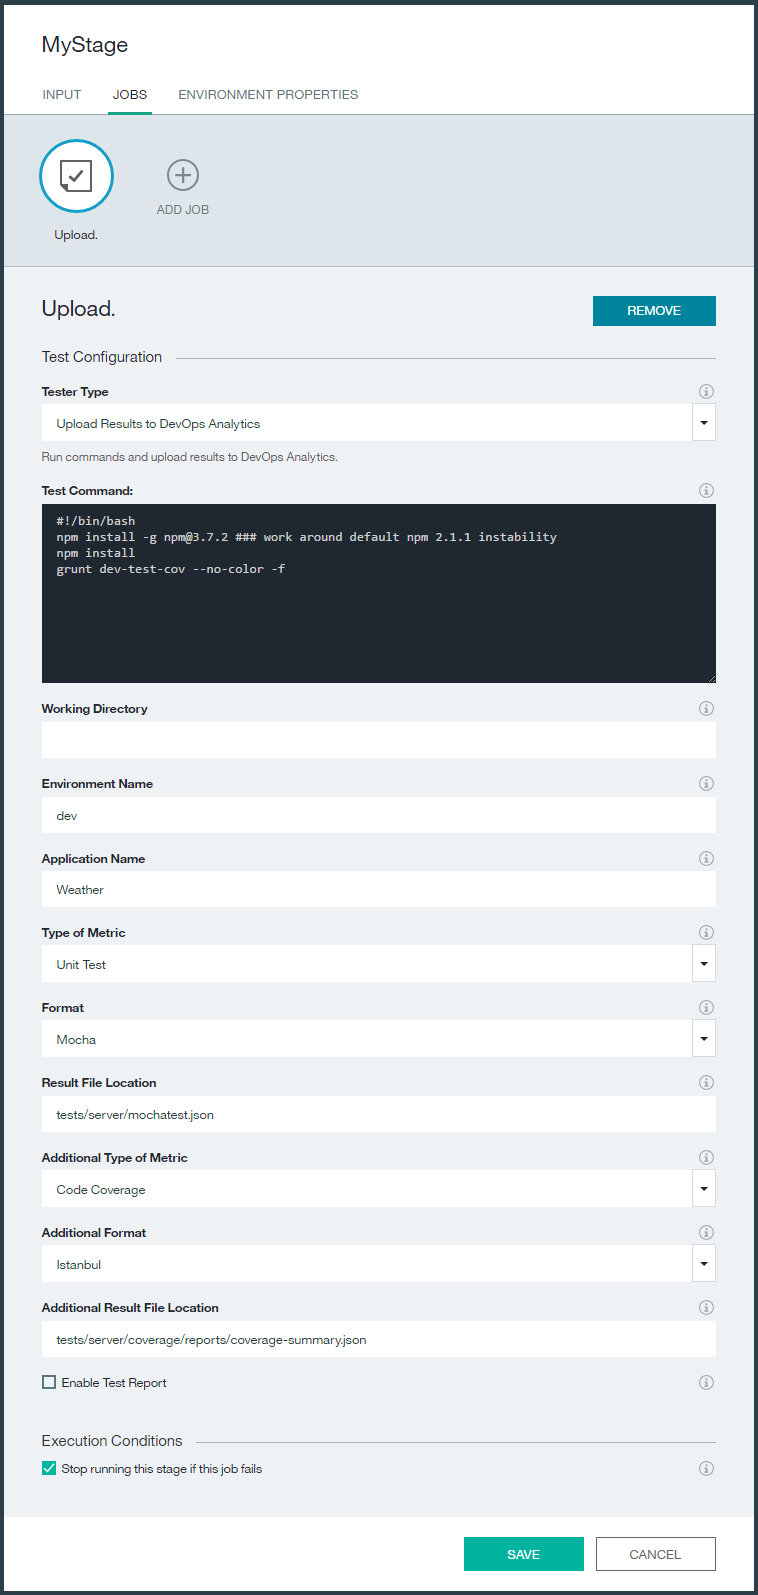 MyStage
INPUT JOBS ENVIRONMENT PROPERTIES
ADD JOB
Upload.
Upload.
REMOVE
Test Configuration
Tester Type
Upload Results to DevOps Analytics
Run commands and upload results to DevOps Analytics.
Test Command:
#!/bin/bash
npm install -g npm@3.7.2 ### work around default npm 2.1.1 instability
npm install
grunt dev-test-cov --no-color -f
Working Directory
Environment Name
dev
Application Name
Weather
Type of Metric
Unit Test
Format
Mocha
Result File Location
tests/server/mochatest.json
Additional Type of Metric
Code Coverage
Additional Format
Istanbul
Additional Result File Location
tests/server/coverage/reports/coverage-summary.json
Enable Test Report
Execution Conditions
Stop running this stage if this job fails
SAVE CANCEL